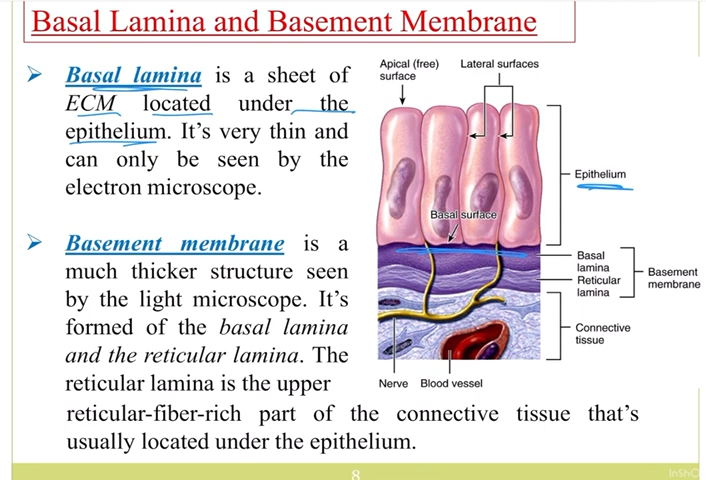 Basal Lamina and Basement Membrane
➢ Basal lamina is a sheet of
ECM located under the
epithelium. It's very thin and
can only be seen by the
electron microscope.
➢ Basement membrane is a
much thicker structure seen
by the light microscope. It's
formed of the basal lamina
and the reticular lamina. The
reticular lamina is the upper
reticular-fiber-rich part of the connective tissue that's
usually located under the epithelium.
Apical (free)
surface
Lateral surfaces
Epithelium
Basal surface
Basal
lamina
Reticular
lamina
Basement
membrane
Connective
tissue
Nerve
Blood vessel
8